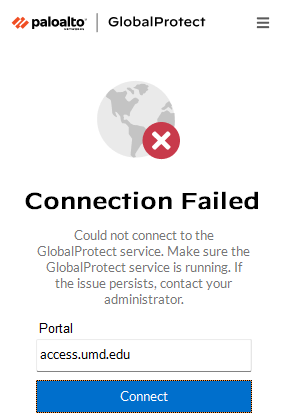 paloalto NETWORKS | GlobalProtect
Connection Failed
Could not connect to the
GlobalProtect service. Make sure the
GlobalProtect service is running. If
the issue persists, contact your
administrator.
Portal
access.umd.edu
Connect